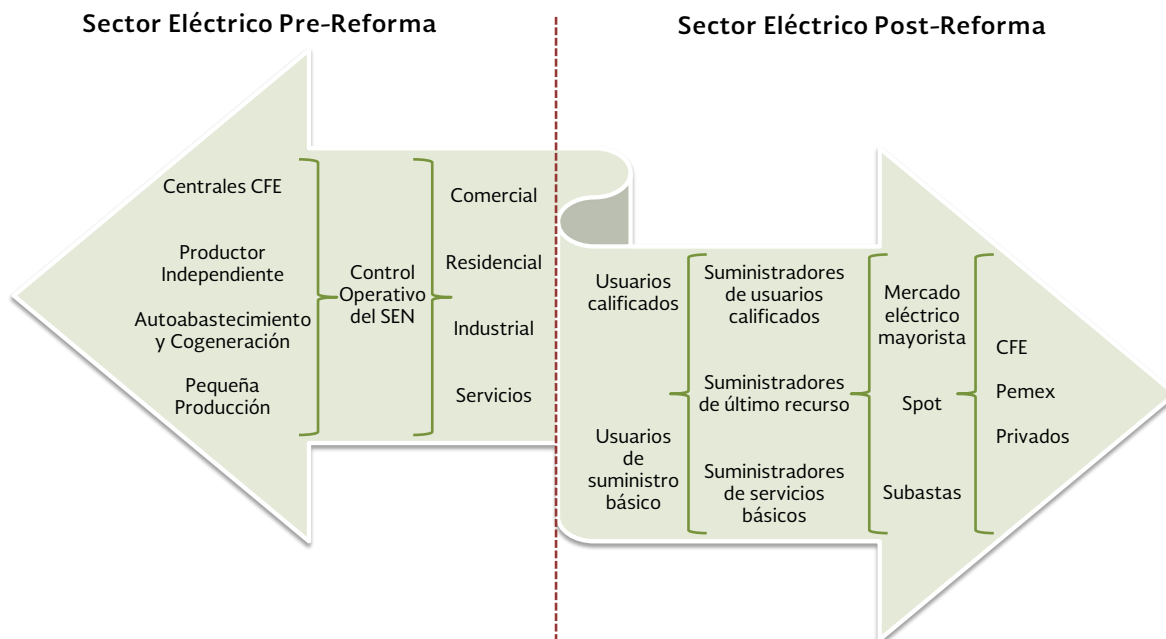 Sector Eléctrico Pre-Reforma
Centrales CFE
Productor
Independiente
Autoabastecimiento
y Cogeneración
Pequeña
Producción
Control
Operativo
del SEN
Comercial
Residencial
Industrial
Servicios
Sector Eléctrico Post-Reforma
Usuarios
calificados
Usuarios
de
suministro
básico
Suministradores
de usuarios
calificados
Suministradores
de último recurso
Suministradores
de servicios
básicos
Mercado
eléctrico
mayorista
Spot
Subastas
CFE
Pemex
Privados